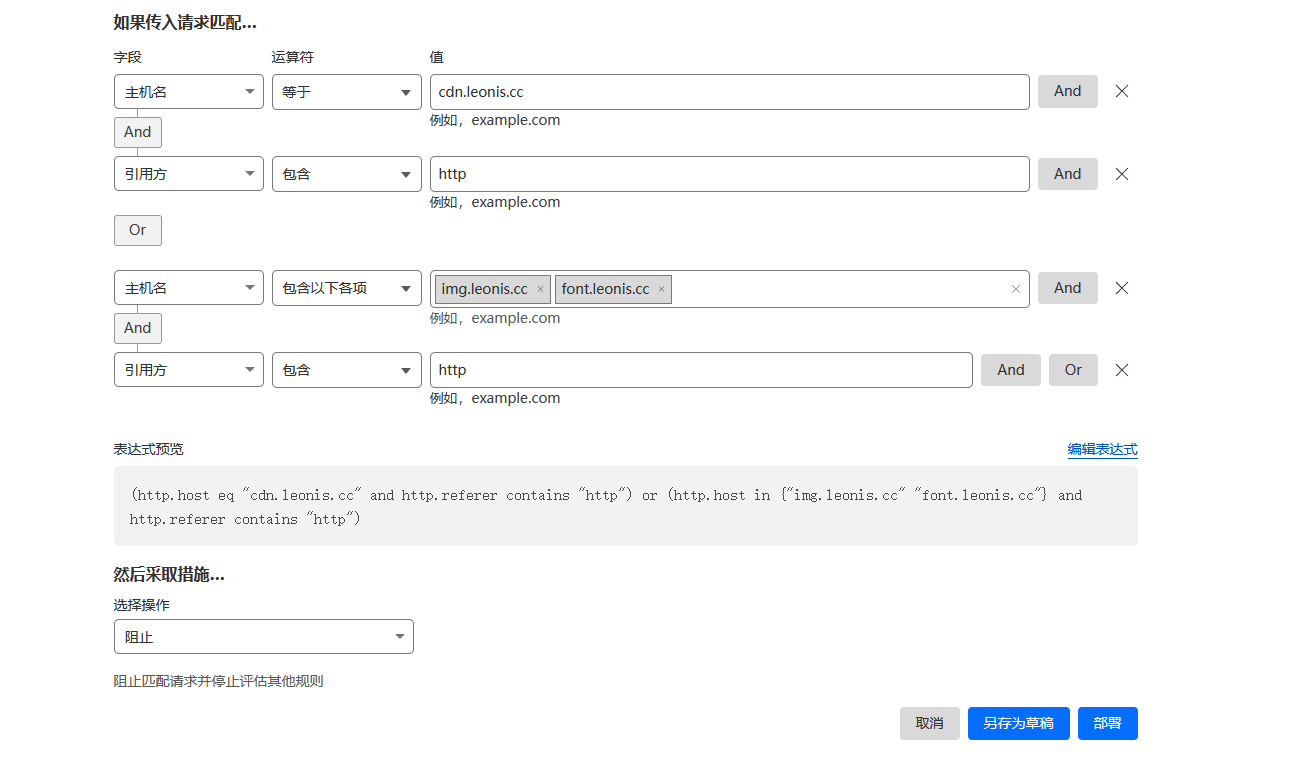 如果传入请求匹配...
字段 运算符 值
主机名 等于 cdn.leonis.cc And
例如，example.com
And
引用方 包含 http And
例如，example.com
Or
主机名 包含以下各项 img.leonis.cc × font.leonis.cc × And
例如，example.com
And
引用方 包含 http And Or
例如，example.com
表达式预览 编辑表达式
(http.host eq "cdn.leonis.cc" and http.referer contains "http") or (http.host in {"img.leonis.cc" "font.leonis.cc"} and
http.referer contains "http")
然后采取措施...
选择操作
阻止
阻止匹配请求并停止评估其他规则
取消 另存为草稿 部署